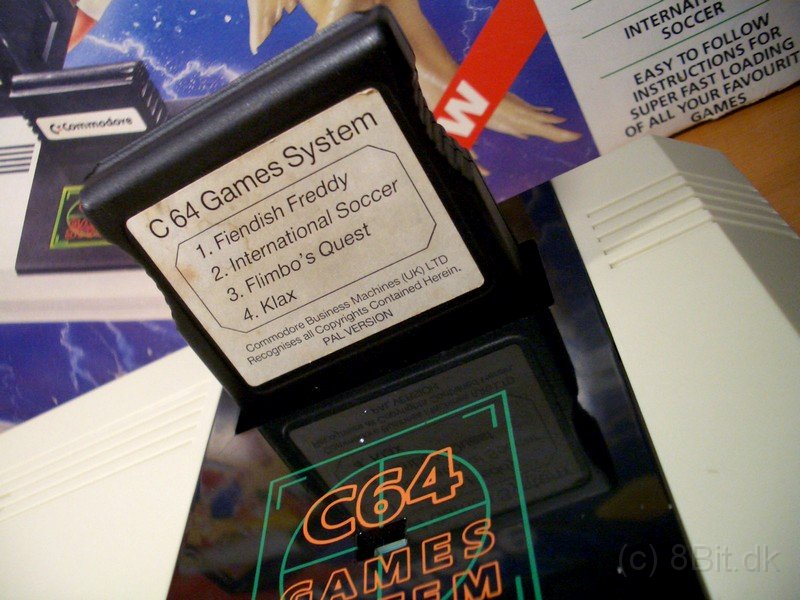 INTERNATI
SOCCER
EASY TO FOLLOW
INSTRUCTIONS FOR
SUPER FAST LOADING
OF ALL YOUR FAVOURIT
GAMES
W
Commodore
C 64 Games System
1. Fiendish Freddy
2. International Soccer
3. Flimbo's Quest
4. Klax
Commodore Business Machines (UK) LTD
Recognises all Copyrights Contained Herein.
PAL VERSION
C64
GAMES
TEM
(c) 8Bit.dk